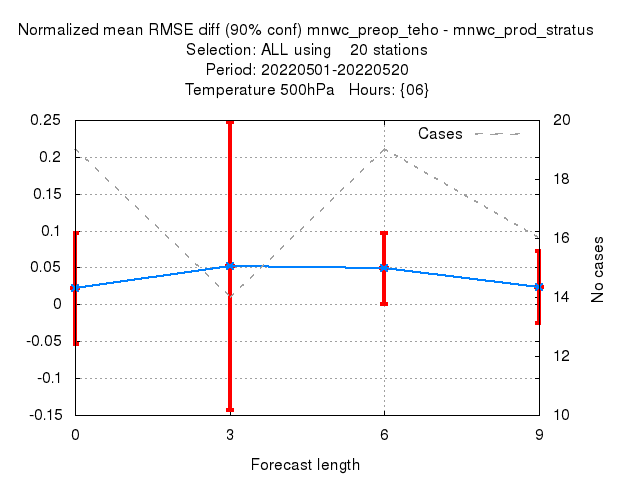 Normalized mean RMSE diff (90% conf) mnwc_preop_teho - mnwc_prod_stratus
Selection: ALL using    20 stations
Period: 20220501-20220520
Temperature 500hPa   Hours: {06}
0.25
0.2
0.15
0.1
0.05
0
-0.05
-0.1
-0.15
Cases
20
18
16
14
12
10
No cases
0
3
6
9
Forecast length